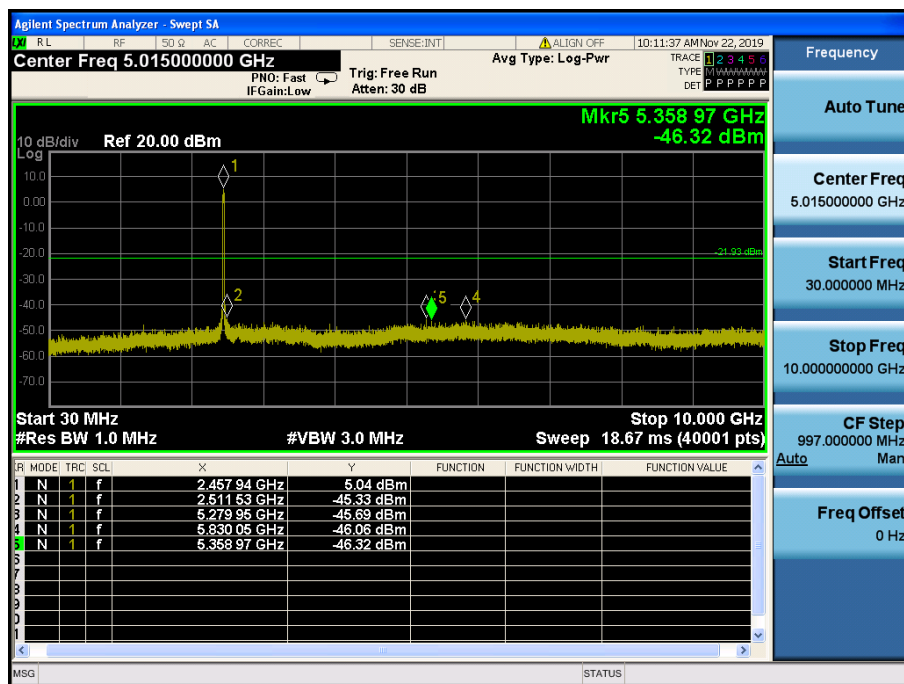 Agilent Spectrum Analyzer - Swept SA
LXI RL RF 50 Ω AC CORREC SENSE:INT ALIGN OFF 10:11:37 AM Nov 22, 2019
Center Freq 5.015000000 GHz
PNO: Fast
IFGain:Low
Trig: Free Run
Atten: 30 dB
Avg Type: Log-Pwr
TRACE 1 2 3 4 5 6
TYPE MWWWWW
DET P P P P P P
Mkr5 5.358 97 GHz
-46.32 dBm
10 dB/div Ref 20.00 dBm
Log
10.0
0.00
-10.0
-20.0
-30.0
-40.0
-50.0
-60.0
-70.0
1
2
5
4
-21.93 dBm
Start 30 MHz Stop 10.000 GHz
#Res BW 1.0 MHz #VBW 3.0 MHz Sweep 18.67 ms (40001 pts)
MODE TRC SCL X Y FUNCTION FUNCTION WIDTH FUNCTION VALUE
1 N 1 f 2.457 94 GHz 5.04 dBm
2 N 1 f 2.511 53 GHz -45.33 dBm
3 N 1 f 5.279 95 GHz -45.69 dBm
4 N 1 f 5.830 05 GHz -46.06 dBm
5 N 1 f 5.358 97 GHz -46.32 dBm
6
7
8
9
0
1
MSG STATUS
Frequency
Auto Tune
Center Freq
5.015000000 GHz
Start Freq
30.000000 MHz
Stop Freq
10.000000000 GHz
CF Step
997.000000 MHz
Auto Man
Freq Offset
0 Hz